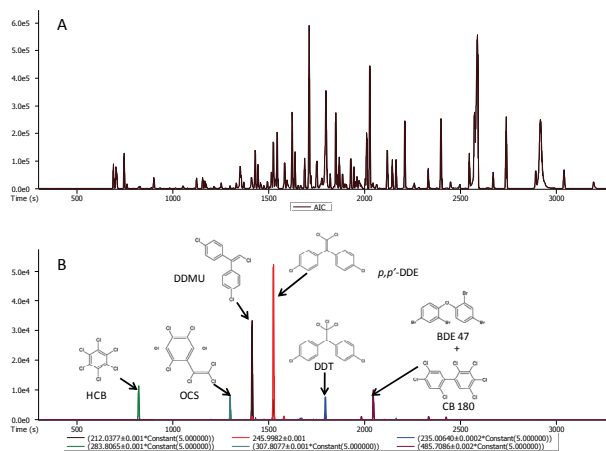 A
6.0e5
5.0e5
4.0e5
3.0e5
2.0e5
1.0e5
0.0e0
Time (s) 500 1000 1500 2000 2500 3000
AIC
B
5.0e4
4.0e4
3.0e4
2.0e4
1.0e4
0.0e0
DDMU
p,p'-DDE
HCB
OCS
DDT
BDE 47
+
CB 180
Time (s) 500 1000 1500 2000 2500 3000
(212.0377±0.001*Constant(5.000000)) 245.9982±0.001 (235.00640±0.0002*Constant(5.000000))
(283.8065±0.001*Constant(5.000000)) (307.8077±0.001*Constant(5.000000)) (485.7086±0.002*Constant(5.000000))